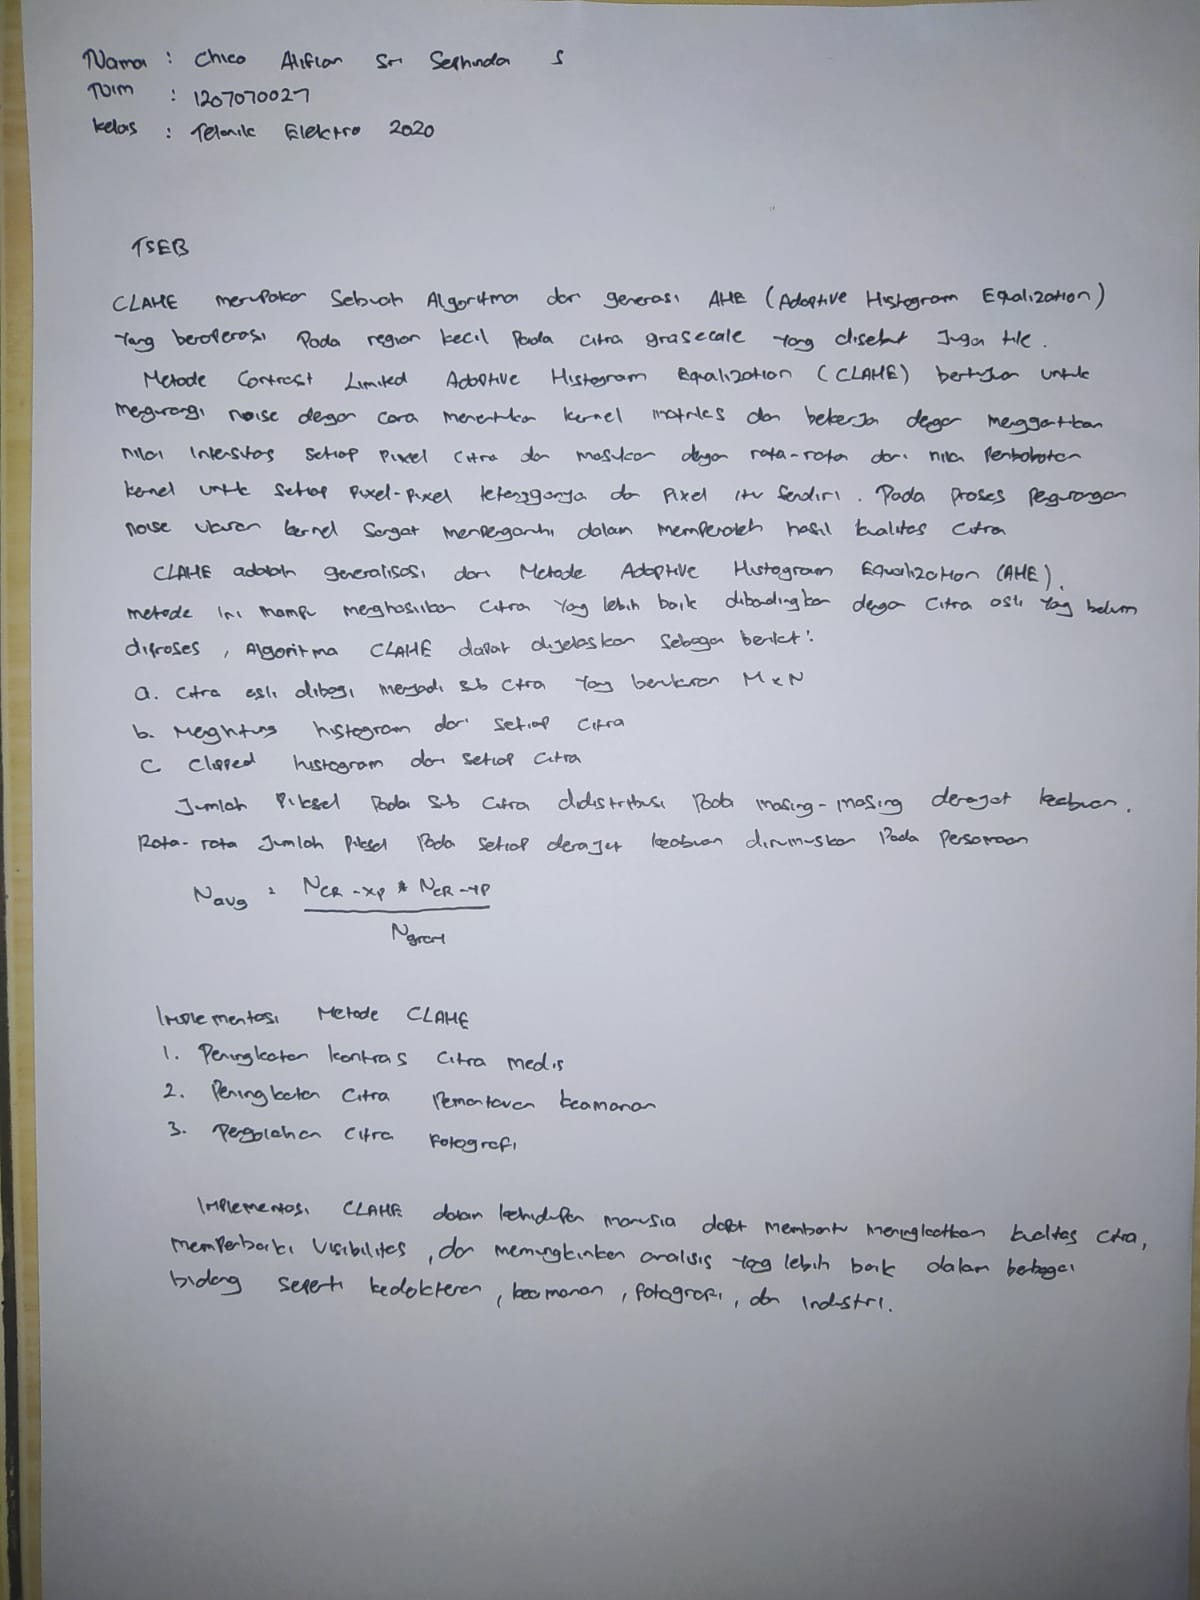 Nama : Chico Aliflan Sri Sephinda S
Nim : 1207070027
kelas : Teknik Elektro 2020
TSEB
CLAHE merupakan Sebuah Algoritma dari generasi AHE (Adaptive Histogram Equalization)
Yang beroperasi Pada region kecil Pada citra grasecale Yang disebut Juga tile.
Metode Contrast Limited Adaptive Histogram Equalization (CLAHE) bertujuan untuk
mengurangi noise dengan cara menentukan kernel matriks dan bekerja dengan menggantikan
nilai Intensitas Setiap Pixel Citra dan masukan dengan rata-rata dari nilai Pembobotan
kernel untuk Setiap Pixel-Pixel tetangganya dan Pixel itu Sendiri. Pada proses Pegurangan
noise ukuran kernel Sangat mempengaruhi dalam memperoleh hasil kualitas Citra
CLAHE adalah generalisasi dari Metode Adaptive Histogram Equalization (AHE).
metode Ini mampu menghasilkan Citra Yang lebih baik dibandingkan dengan Citra asli Yang belum
diproses, Algoritma CLAHE dapat dijelaskan Sebagai berikut:
a. Citra asli dibagi menjadi sub Citra Yang berukuran M x N
b. Menghitung histogram dari setiap Citra
c Clipped histogram dari setiap Citra
Jumlah Piksel Pada Sub Citra didistribusi Pada masing-masing derajat keabuan.
Rata-rata Jumlah Piksel Pada Setiap derajat keabuan dirumuskan Pada Persamaan
Navg = NCR-XP * NCR-YP
Ngray
Implementasi Metode CLAHE
1. Peningkatan kontras Citra medis
2. Peningkatan Citra Pemantauan keamanan
3. Pengolahan Citra Fotografi
Implementasi CLAHE dalam kehidupan manusia dapat membantu meningkatkan kualitas citra,
memperbaiki Visibilitas, dan memungkinkan analisis Yang lebih baik dalam berbagai
bidang seperti kedokteran, keamanan, fotografi, dan Industri.